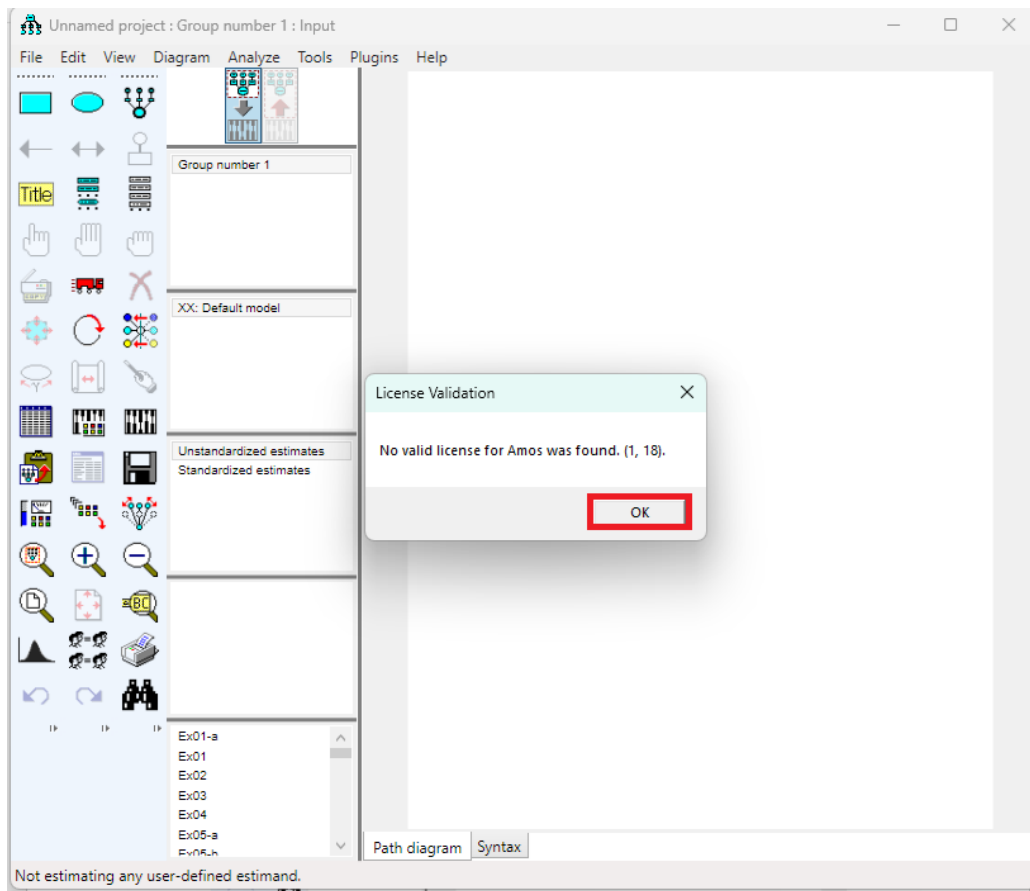 Unnamed project : Group number 1 : Input
File Edit View Diagram Analyze Tools Plugins Help
Title
Group number 1
XX: Default model
Unstandardized estimates
Standardized estimates
License Validation
No valid license for Amos was found. (1, 18).
OK
Ex01-a
Ex01
Ex02
Ex03
Ex04
Ex05-a
Ex05-b
Path diagram Syntax
Not estimating any user-defined estimand.